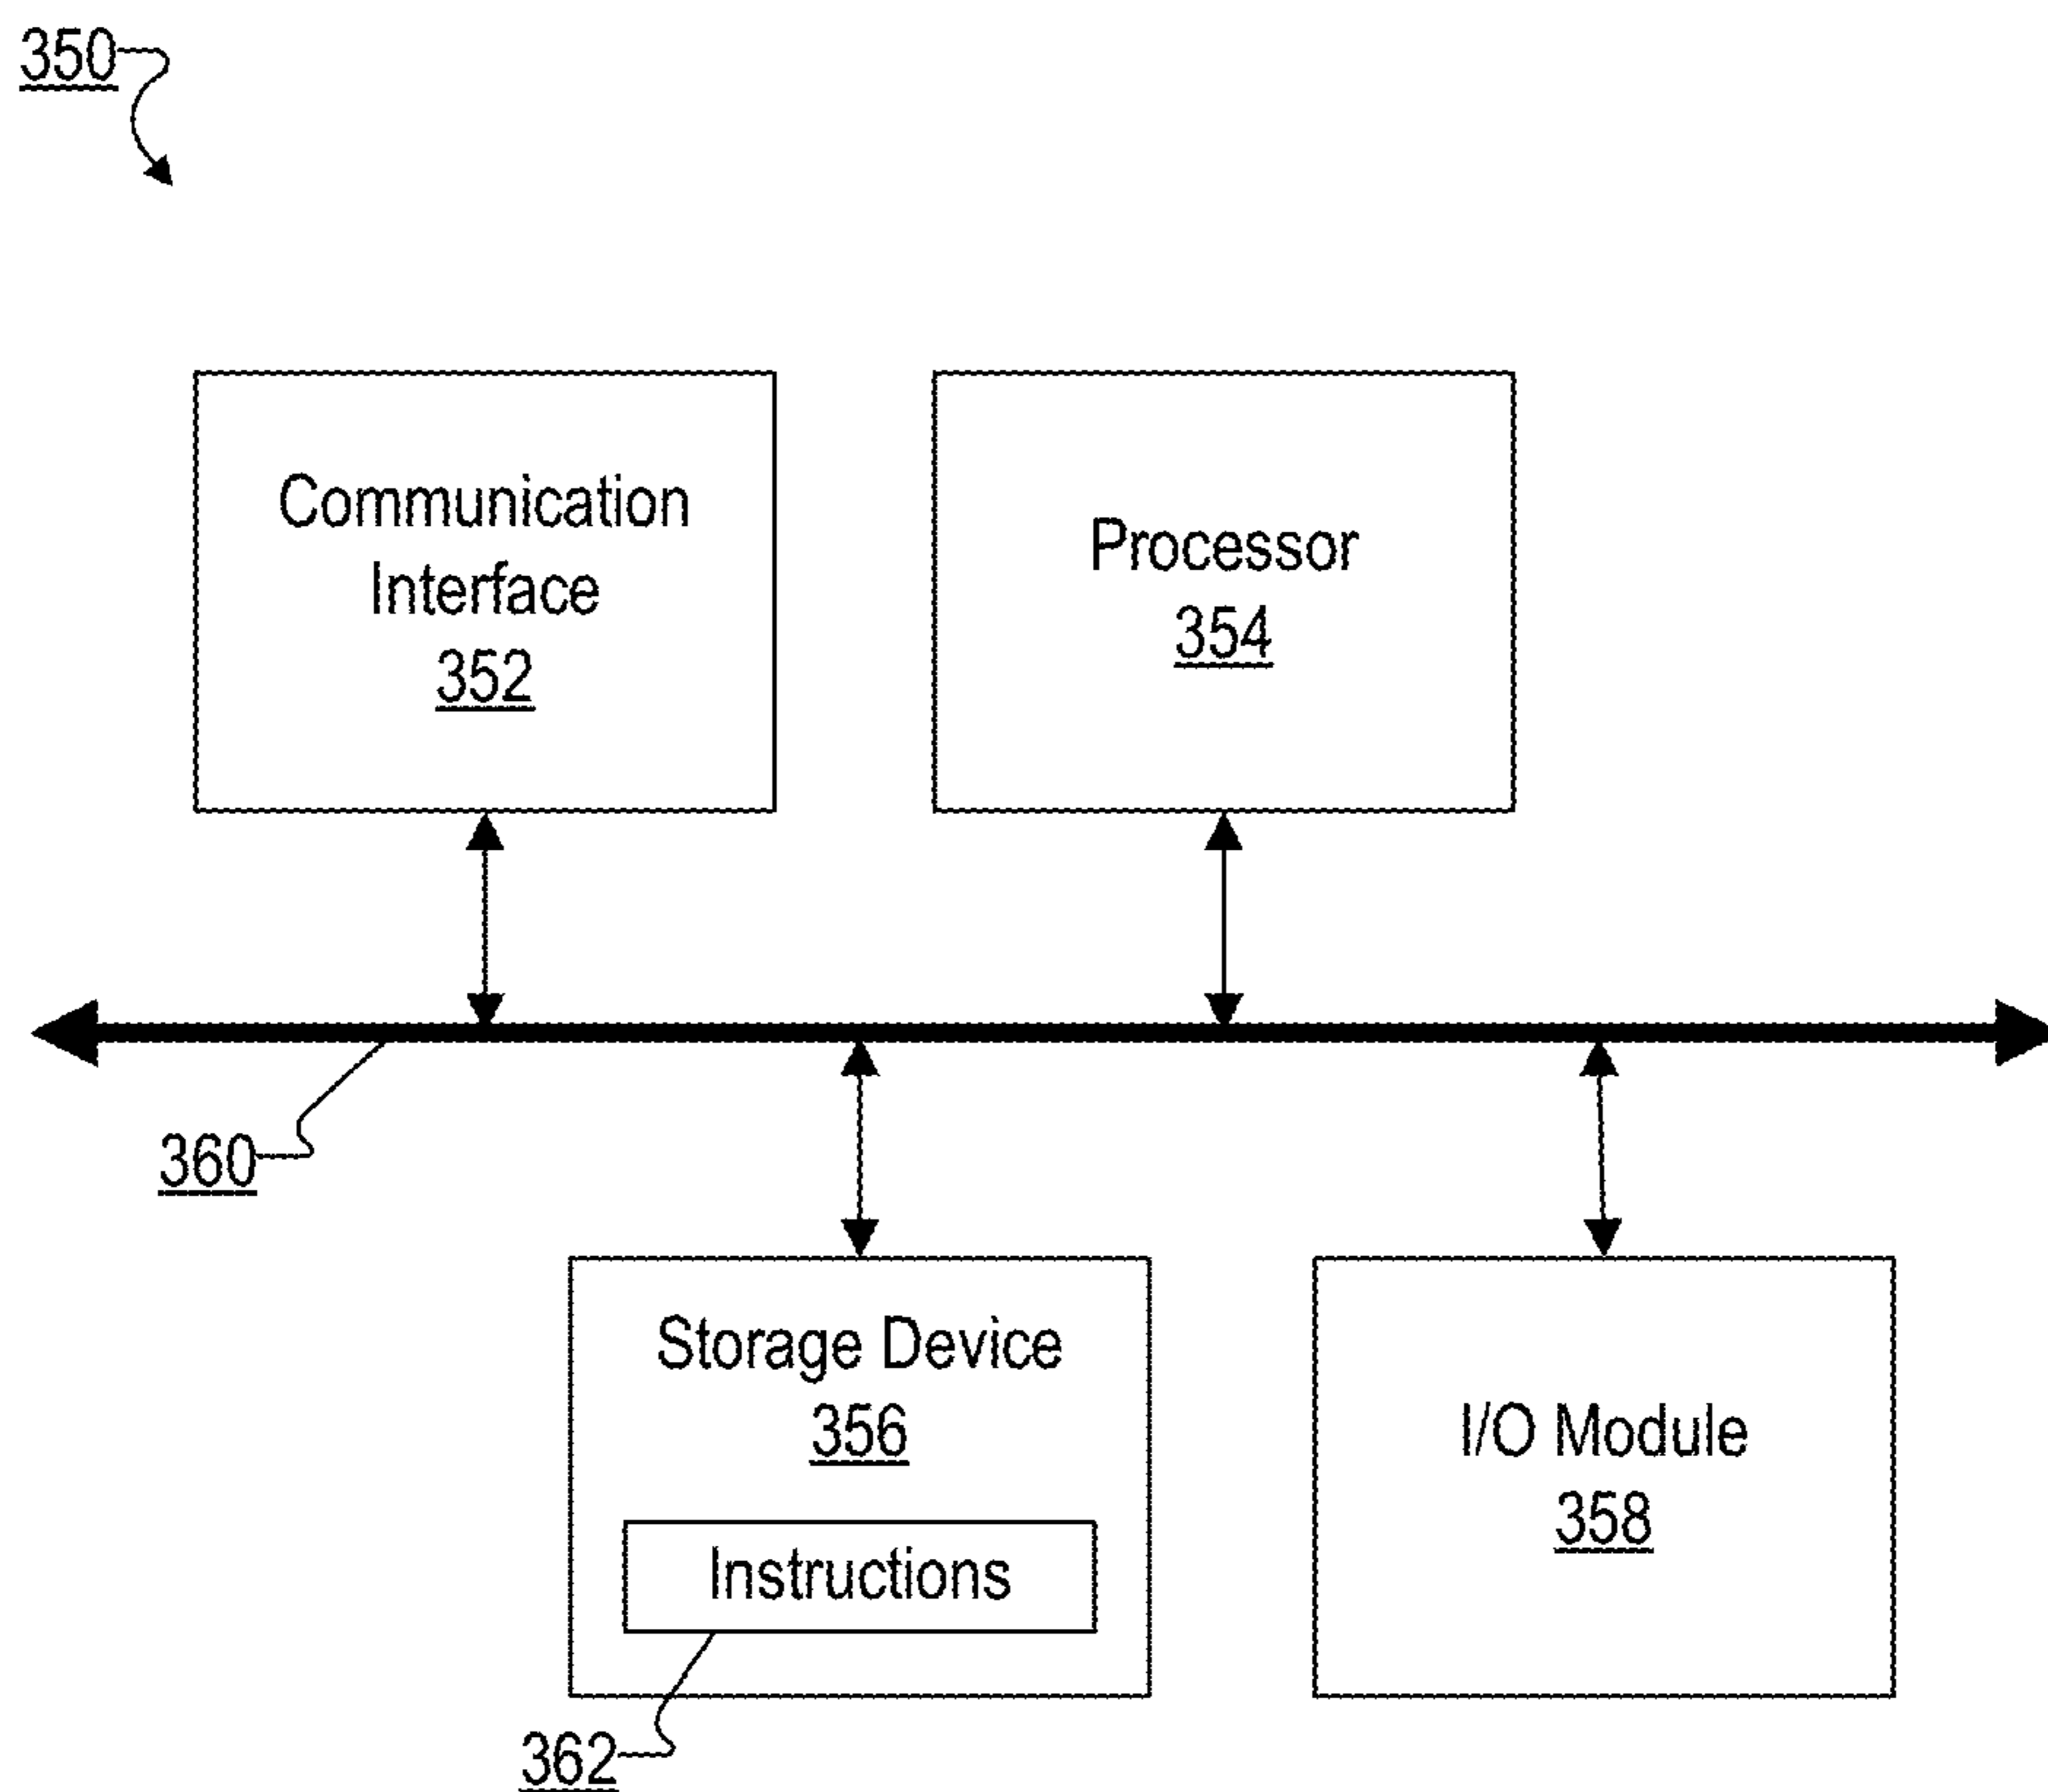 350
Communication
Interface
352
Processor
354
360
Storage Device
356
Instructions
362
I/O Module
358